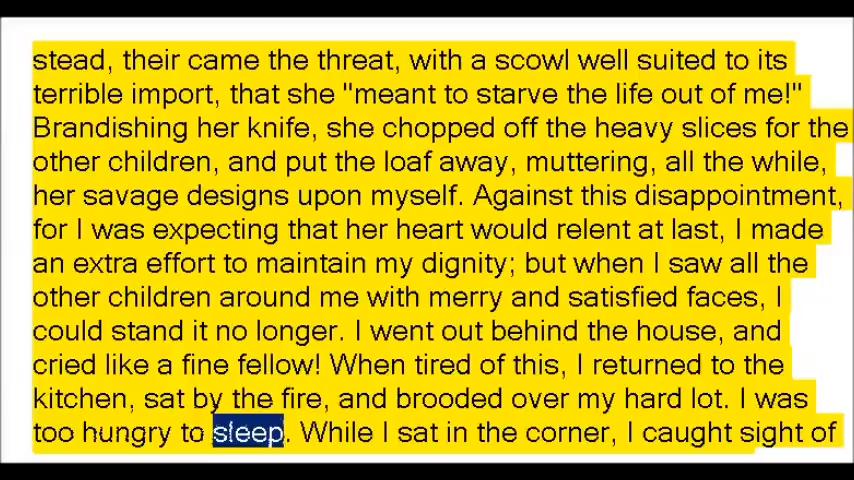 stead, their came the threat, with a scowl well suited to its
terrible import, that she "meant to starve the life out of me!"
Brandishing her knife, she chopped off the heavy slices for the
other children, and put the loaf away, muttering, all the while,
her savage designs upon myself. Against this disappointment,
for I was expecting that her heart would relent at last, I made
an extra effort to maintain my dignity; but when I saw all the
other children around me with merry and satisfied faces, I
could stand it no longer. I went out behind the house, and
cried like a fine fellow! When tired of this, I returned to the
kitchen, sat by the fire, and brooded over my hard lot. I was
too hungry to sleep. While I sat in the corner, I caught sight of